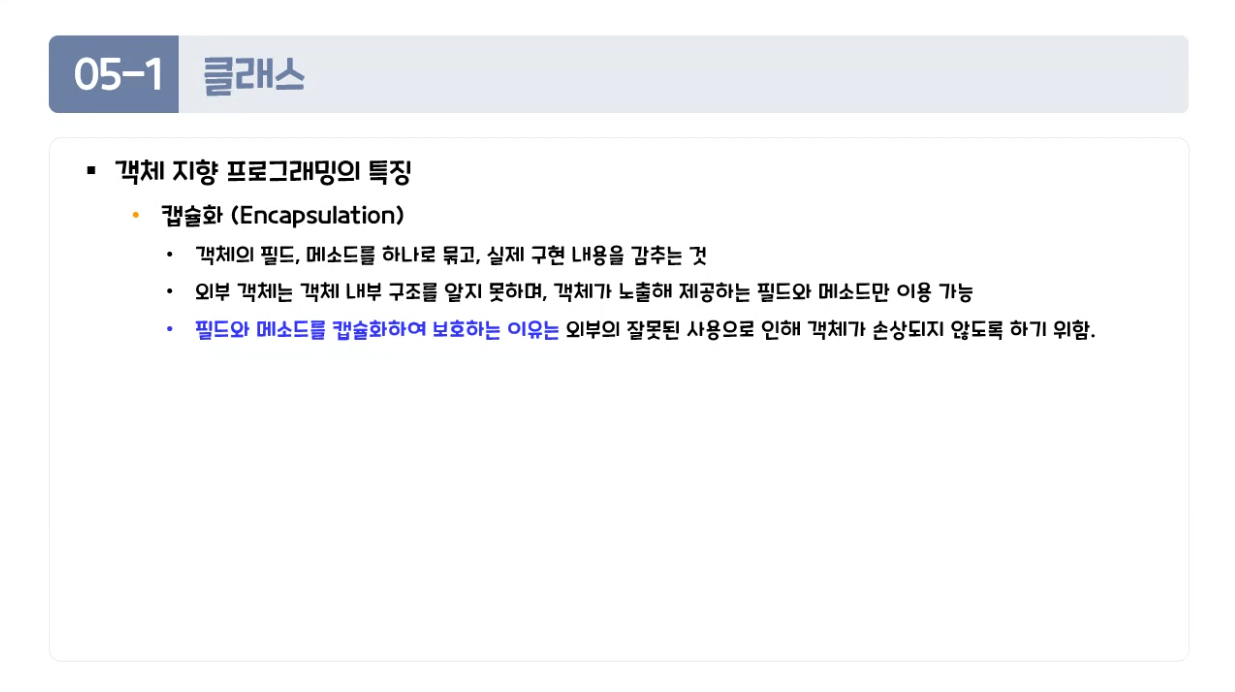 05-1 클래스
▪ 객체 지향 프로그래밍의 특징
• 캡슐화 (Encapsulation)
• 객체의 필드, 메소드를 하나로 묶고, 실제 구현 내용을 감추는 것
• 외부 객체는 객체 내부 구조를 알지 못하며, 객체가 노출해 제공하는 필드와 메소드만 이용 가능
• 필드와 메소드를 캡슐화하여 보호하는 이유는 외부의 잘못된 사용으로 인해 객체가 손상되지 않도록 하기 위함.